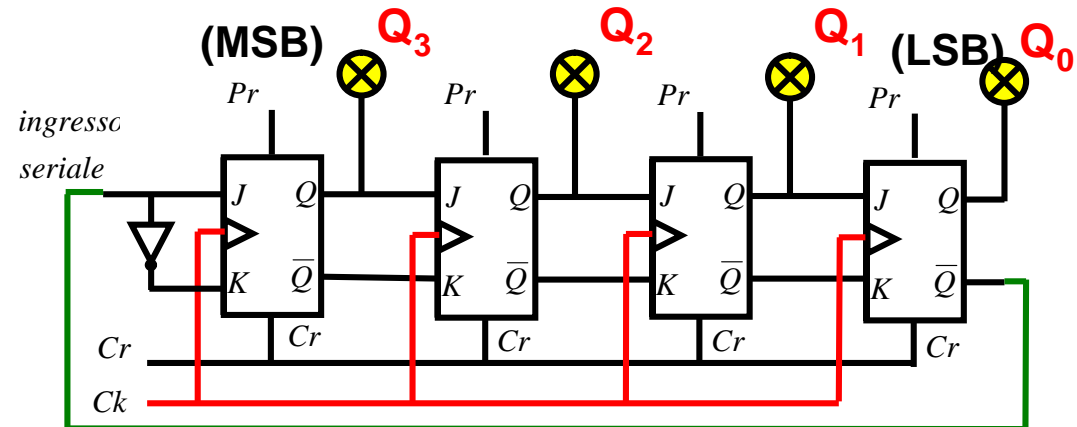 (MSB) Q3 Q2 Q1 (LSB) Q0
Pr Pr Pr Pr
ingresso
seriale
J Q J Q J Q J Q
K Q̅ K Q̅ K Q̅ K Q̅
Cr Cr Cr Cr Cr
Ck